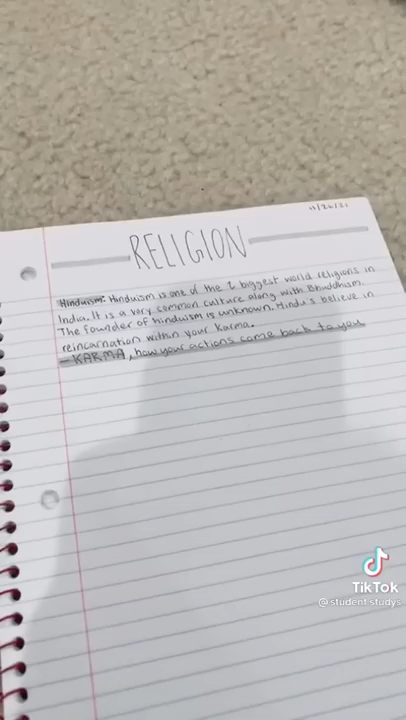 11/26/21
RELIGION
Hinduism: Hinduism is one of the 2 biggest world religions in
India. It is a very common culture along with Bhuddhism.
The founder of hinduism is unknown. Hindu's believe in
reincarnation within your Karma.
- KARMA, how your actions come back to you
TikTok
@student.studys